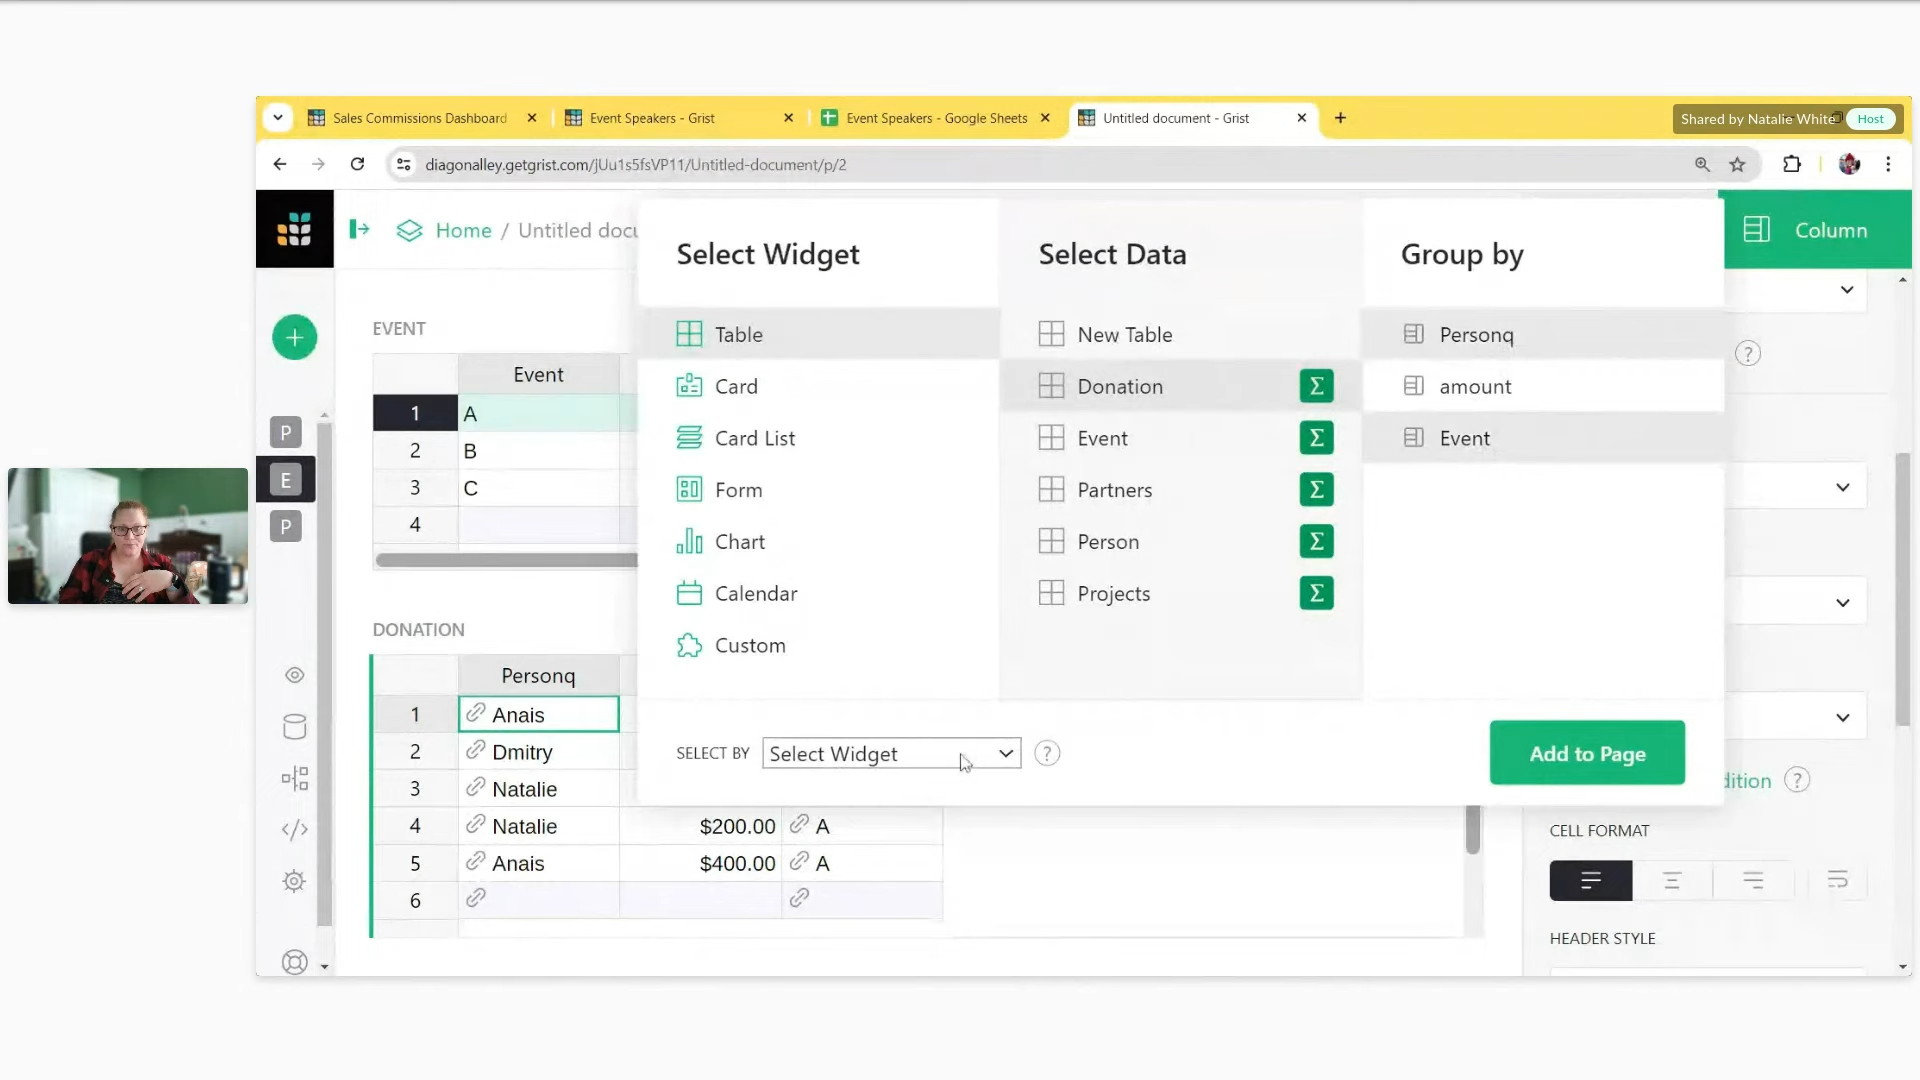 Sales Commissions Dashboard
Event Speakers - Grist
Event Speakers - Google Sheets
Untitled document - Grist
Shared by Natalie White
Host
diagonalley.getgrist.com/jUu1s5fsVP11/Untitled-document/p/2
Home / Untitled docu
Select Widget
Select Data
Group by
Column
EVENT
Event
1 A
2 B
3 C
4
Table
Card
Card List
Form
Chart
Calendar
Custom
New Table
Donation Σ
Event Σ
Partners Σ
Person Σ
Projects Σ
Personq
amount
Event
?
P
E
P
DONATION
Personq
1 Anais
2 Dmitry
3 Natalie
4 Natalie $200.00 A
5 Anais $400.00 A
6
SELECT BY Select Widget ?
Add to Page
dition ?
CELL FORMAT
HEADER STYLE